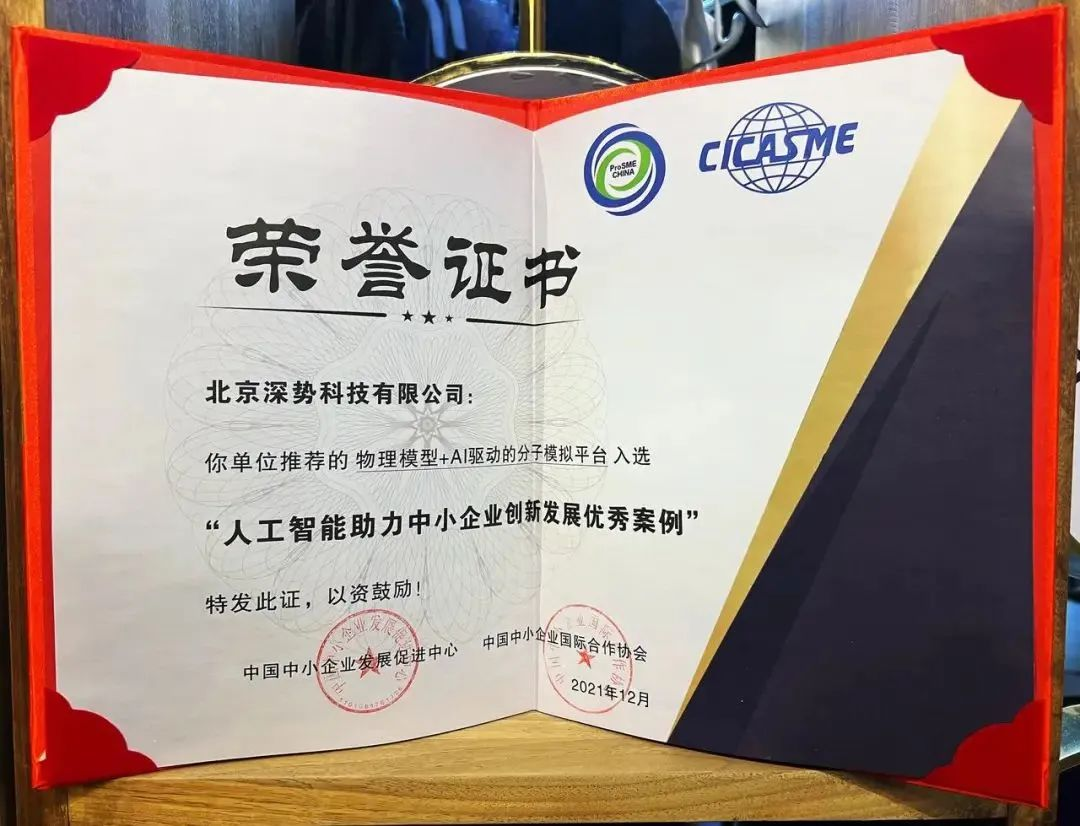 ProSME
CHINA
CICASME
荣誉证书
北京深势科技有限公司：
你单位推荐的 物理模型+AI驱动的分子模拟平台 入选
“人工智能助力中小企业创新发展优秀案例”
特发此证，以资鼓励！
中国中小企业发展促进中心
中国中小企业国际合作协会
2021年12月